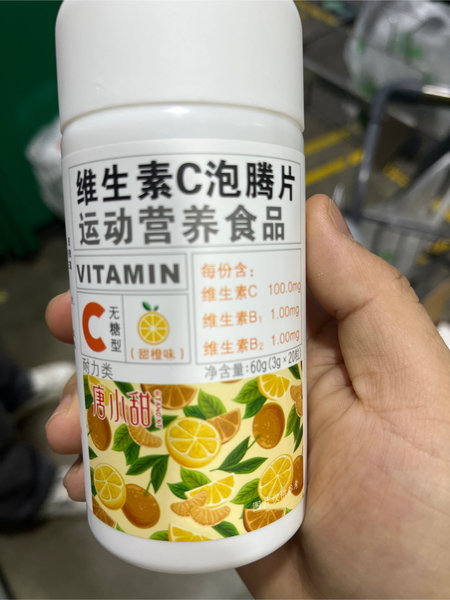 维生素C泡腾片
运动营养食品
VITAMIN
C
无糖型
(甜橙味)
每份含:
维生素C 100.0mg
维生素B₁ 1.00mg
维生素B₂ 1.00mg
耐力类
净含量:60g(3g×20粒)
唐小甜